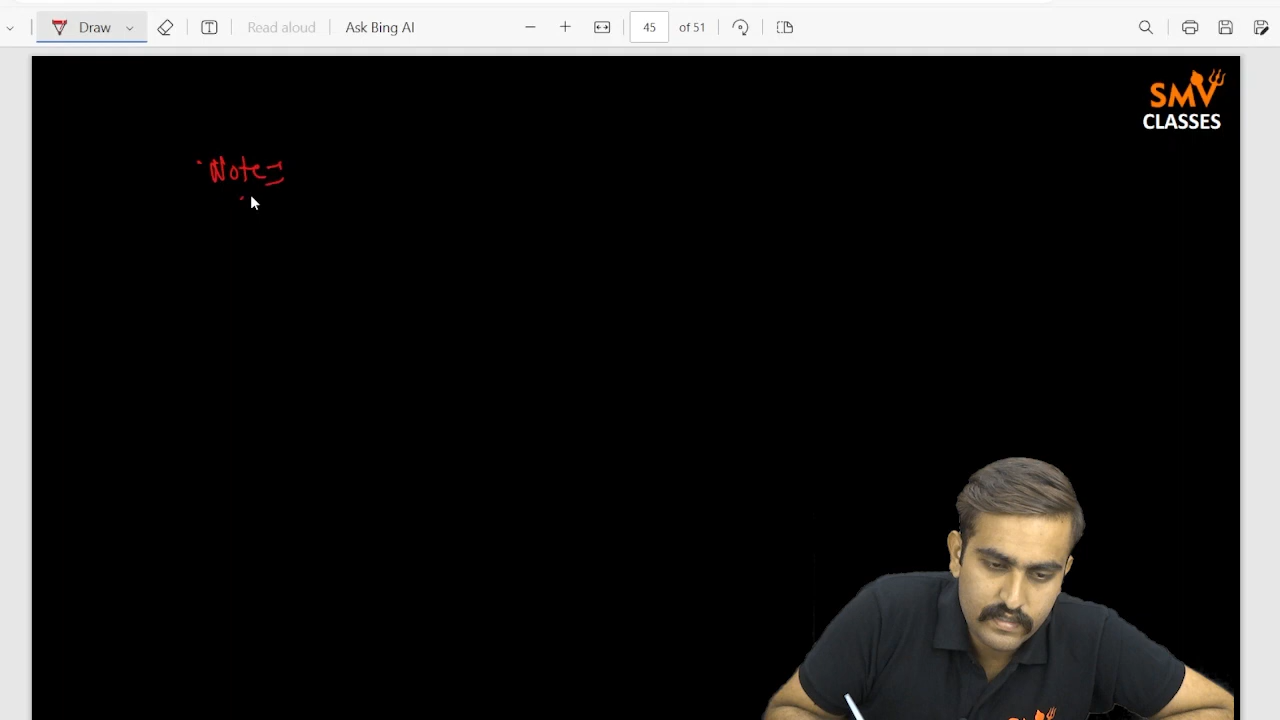 Draw
Read aloud
Ask Bing AI
45 of 51
SMV
CLASSES
Note =